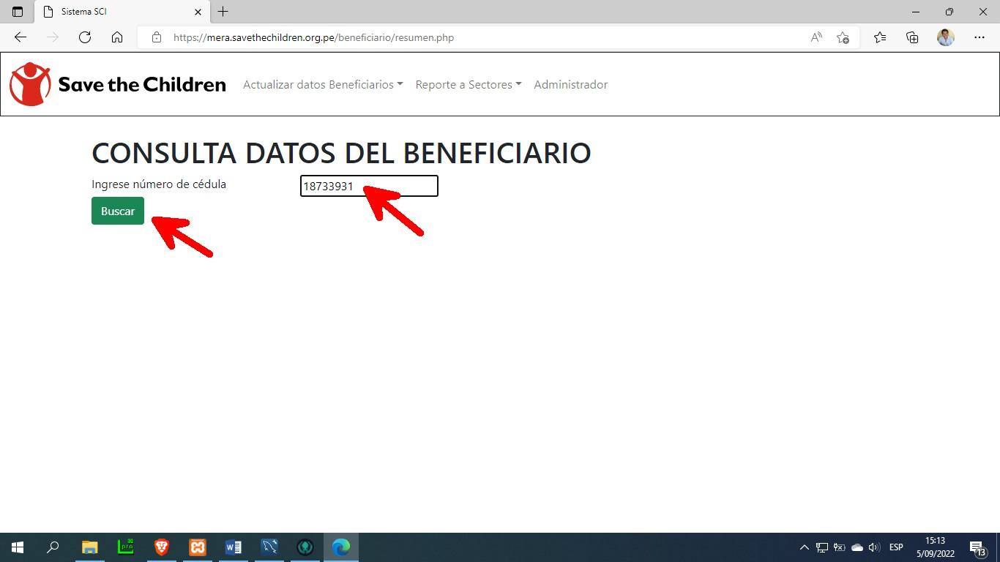 Sistema SCI
https://mera.savethechildren.org.pe/beneficiario/resumen.php
Save the Children
Actualizar datos Beneficiarios
Reporte a Sectores
Administrador
CONSULTA DATOS DEL BENEFICIARIO
Ingrese número de cédula
18733931
Buscar
ESP
15:13
5/09/2022
13